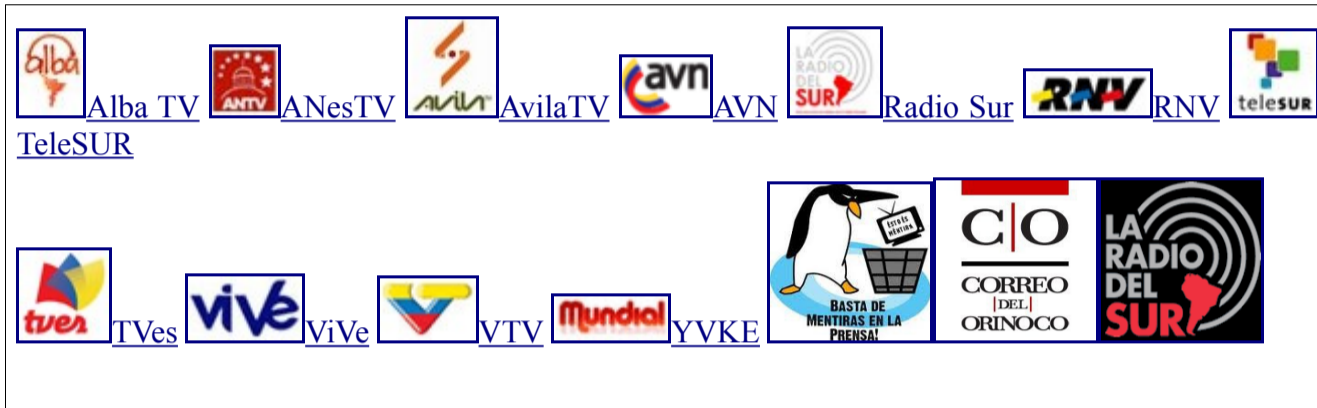 alba Alba TV ANTV ANesTV AVILA AvilaTV avn AVN LA RADIO DEL SUR Radio Sur RNV RNV teleSUR
TeleSUR
tves TVes ViVe ViVe VTV Mundial YVKE
ESTO ES MENTIRA
BASTA DE
MENTIRAS EN LA
PRENSA!
C|O
CORREO
|DEL|
ORINOCO
LA
RADIO
DEL
SUR